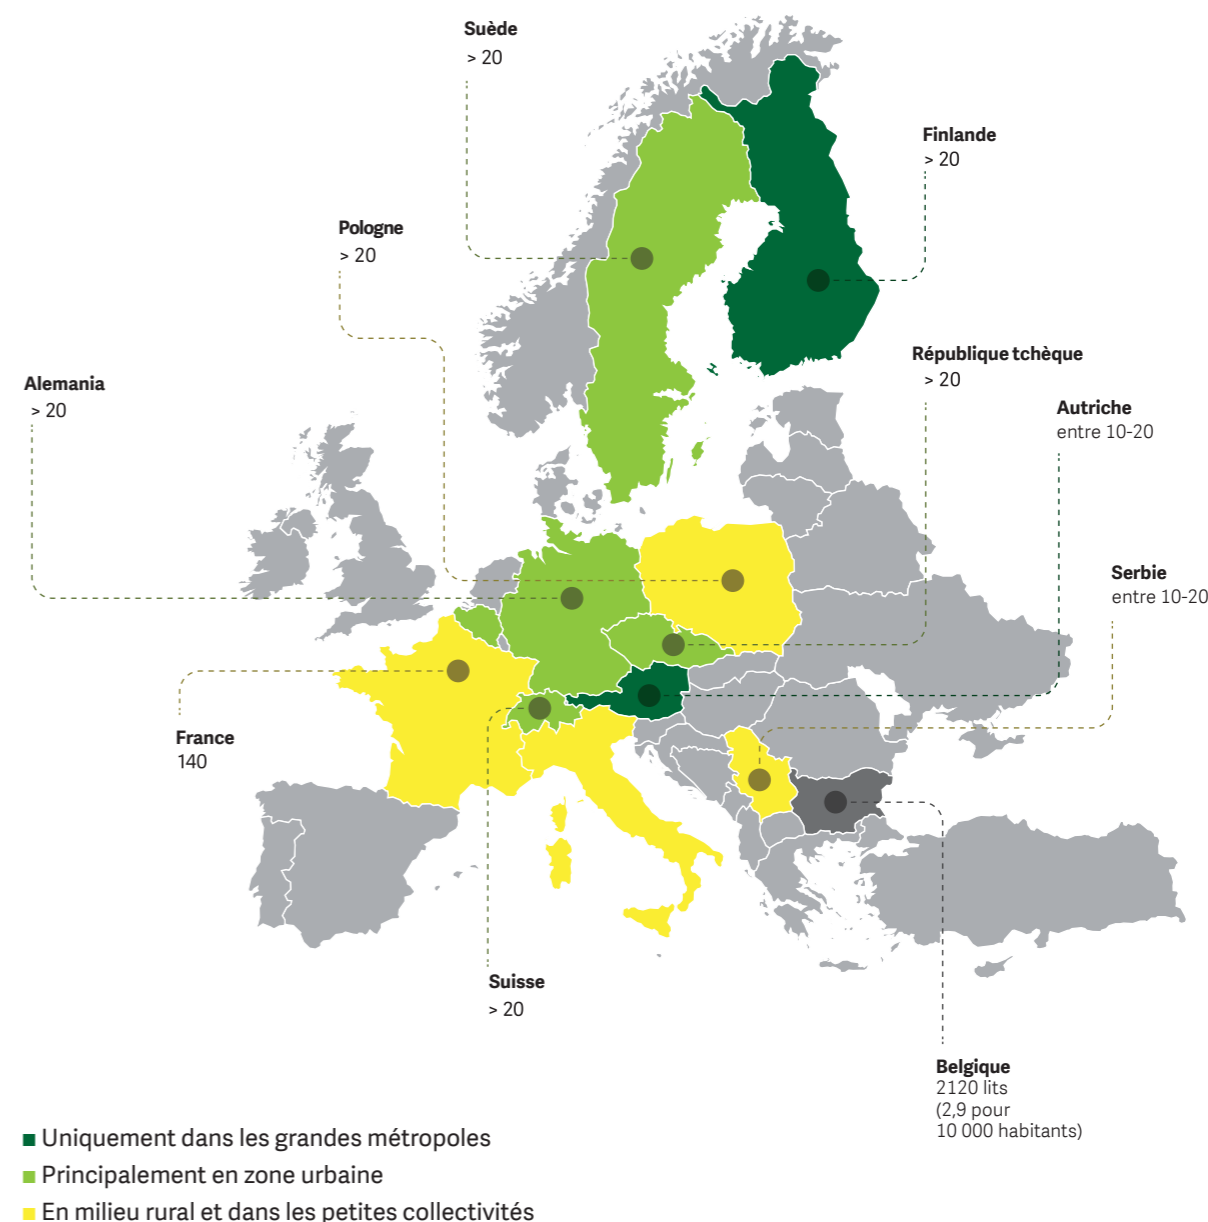 Suède
> 20
Finlande
> 20
Pologne
> 20
République tchèque
> 20
Alemania
> 20
Autriche
entre 10-20
Serbie
entre 10-20
France
140
Suisse
> 20
Belgique
2120 lits
(2,9 pour
10 000 habitants)
Uniquement dans les grandes métropoles
Principalement en zone urbaine
En milieu rural et dans les petites collectivités